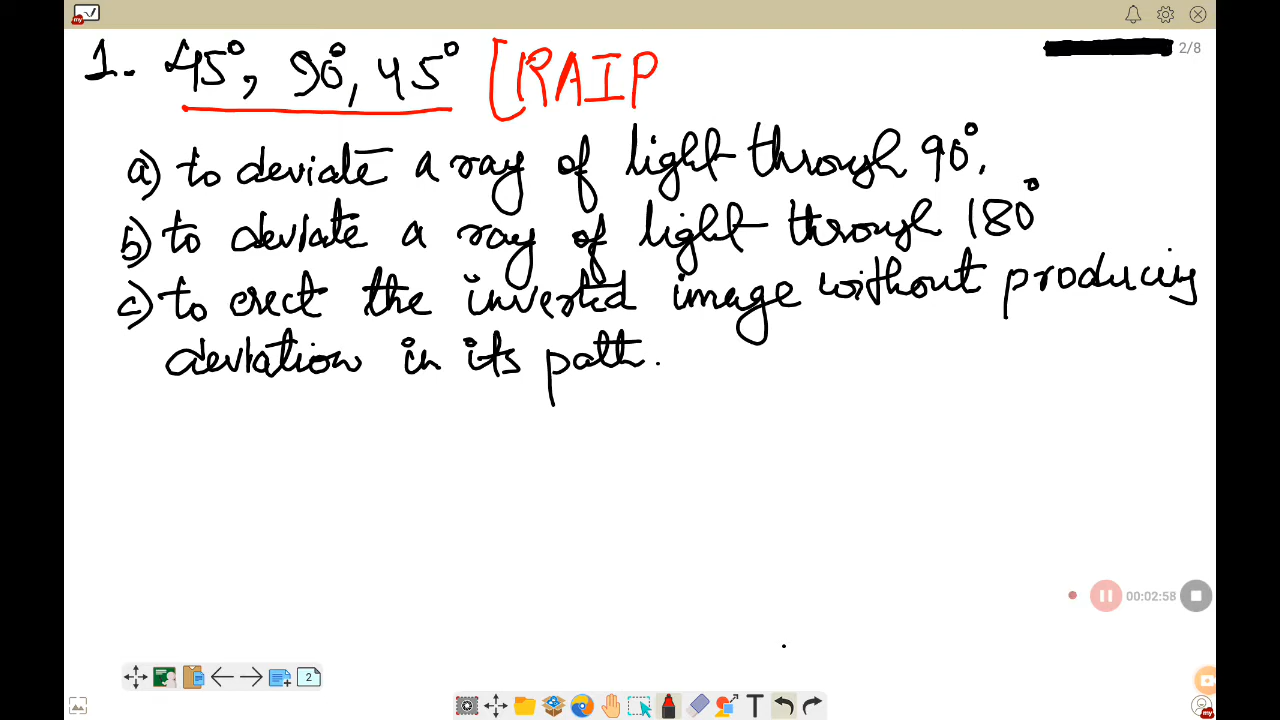 2/8
1. 45°, 90°, 45° [RAIP
a) to deviate a ray of light through 90°.
b) to deviate a ray of light through 180°
c) to erect the inverted image without producing
deviation in its path.
00:02:58
2